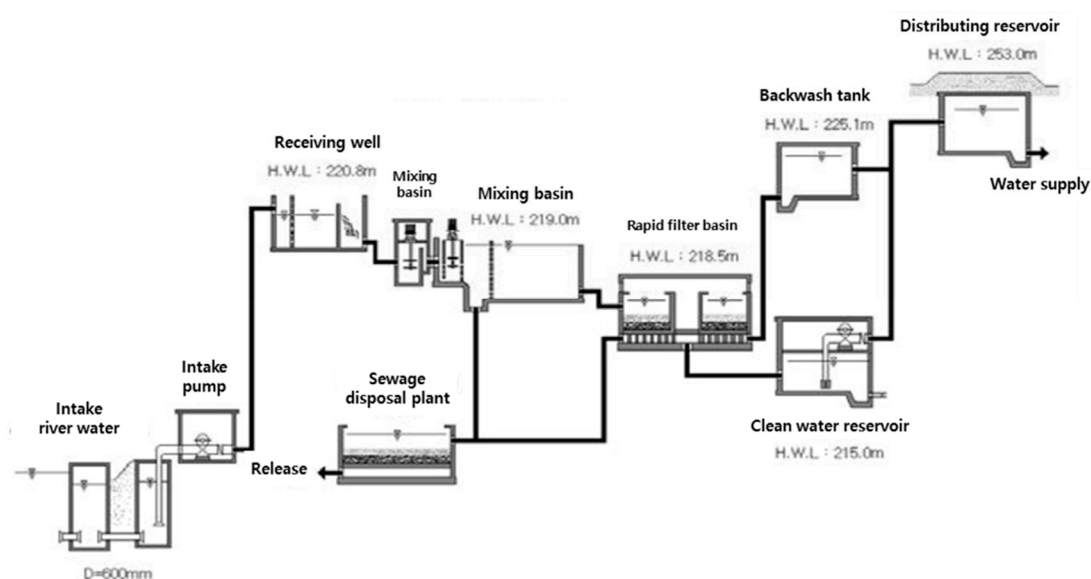 Distributing reservoir
H.W.L : 253.0m
Backwash tank
H.W.L : 225.1m
Receiving well
H.W.L : 220.8m
Mixing
basin
Mixing basin
H.W.L : 219.0m
Water supply
Rapid filter basin
H.W.L : 218.5m
Intake
pump
Sewage
disposal plant
Intake
river water
Clean water reservoir
H.W.L : 215.0m
Release
D=600mm